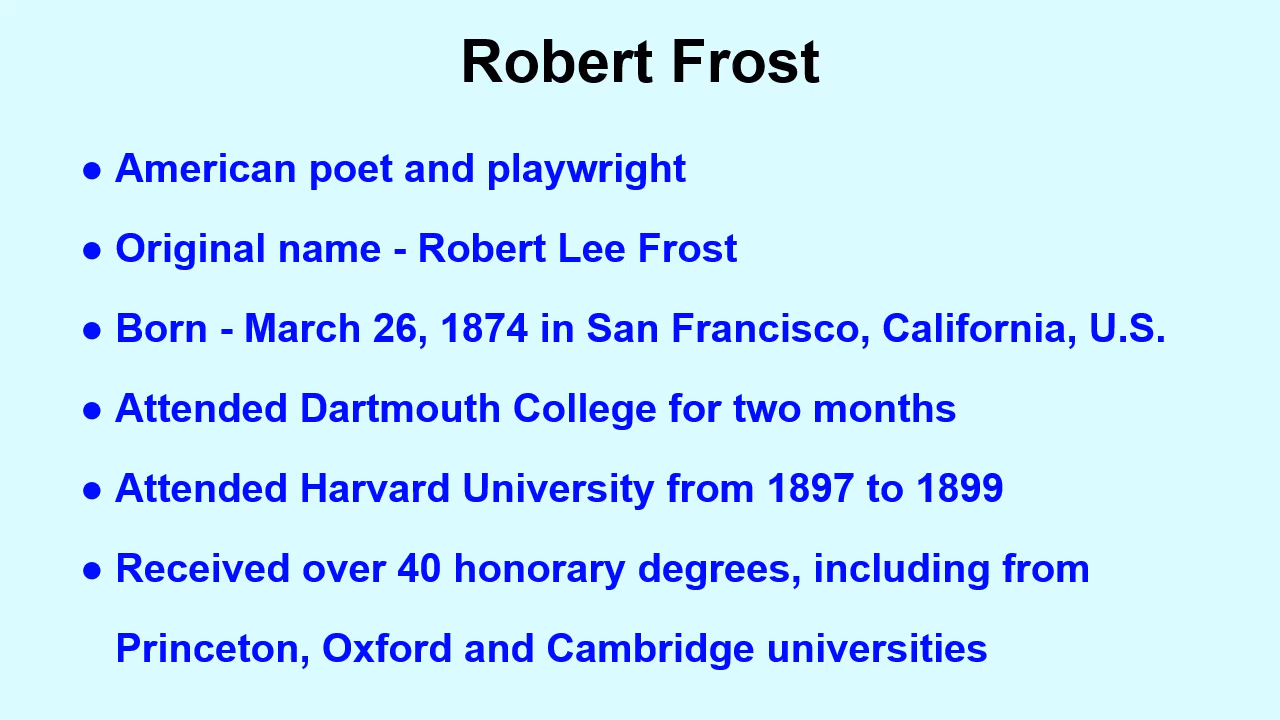 Robert Frost
● American poet and playwright
● Original name - Robert Lee Frost
● Born - March 26, 1874 in San Francisco, California, U.S.
● Attended Dartmouth College for two months
● Attended Harvard University from 1897 to 1899
● Received over 40 honorary degrees, including from
Princeton, Oxford and Cambridge universities